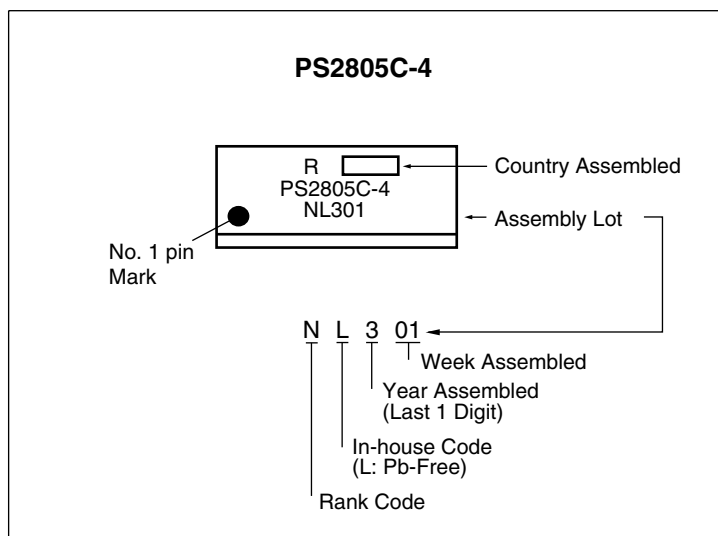 PS2805C-4
R
PS2805C-4
NL301
Country Assembled
Assembly Lot
No. 1 pin
Mark
N L 3 01
Week Assembled
Year Assembled
(Last 1 Digit)
In-house Code
(L: Pb-Free)
Rank Code